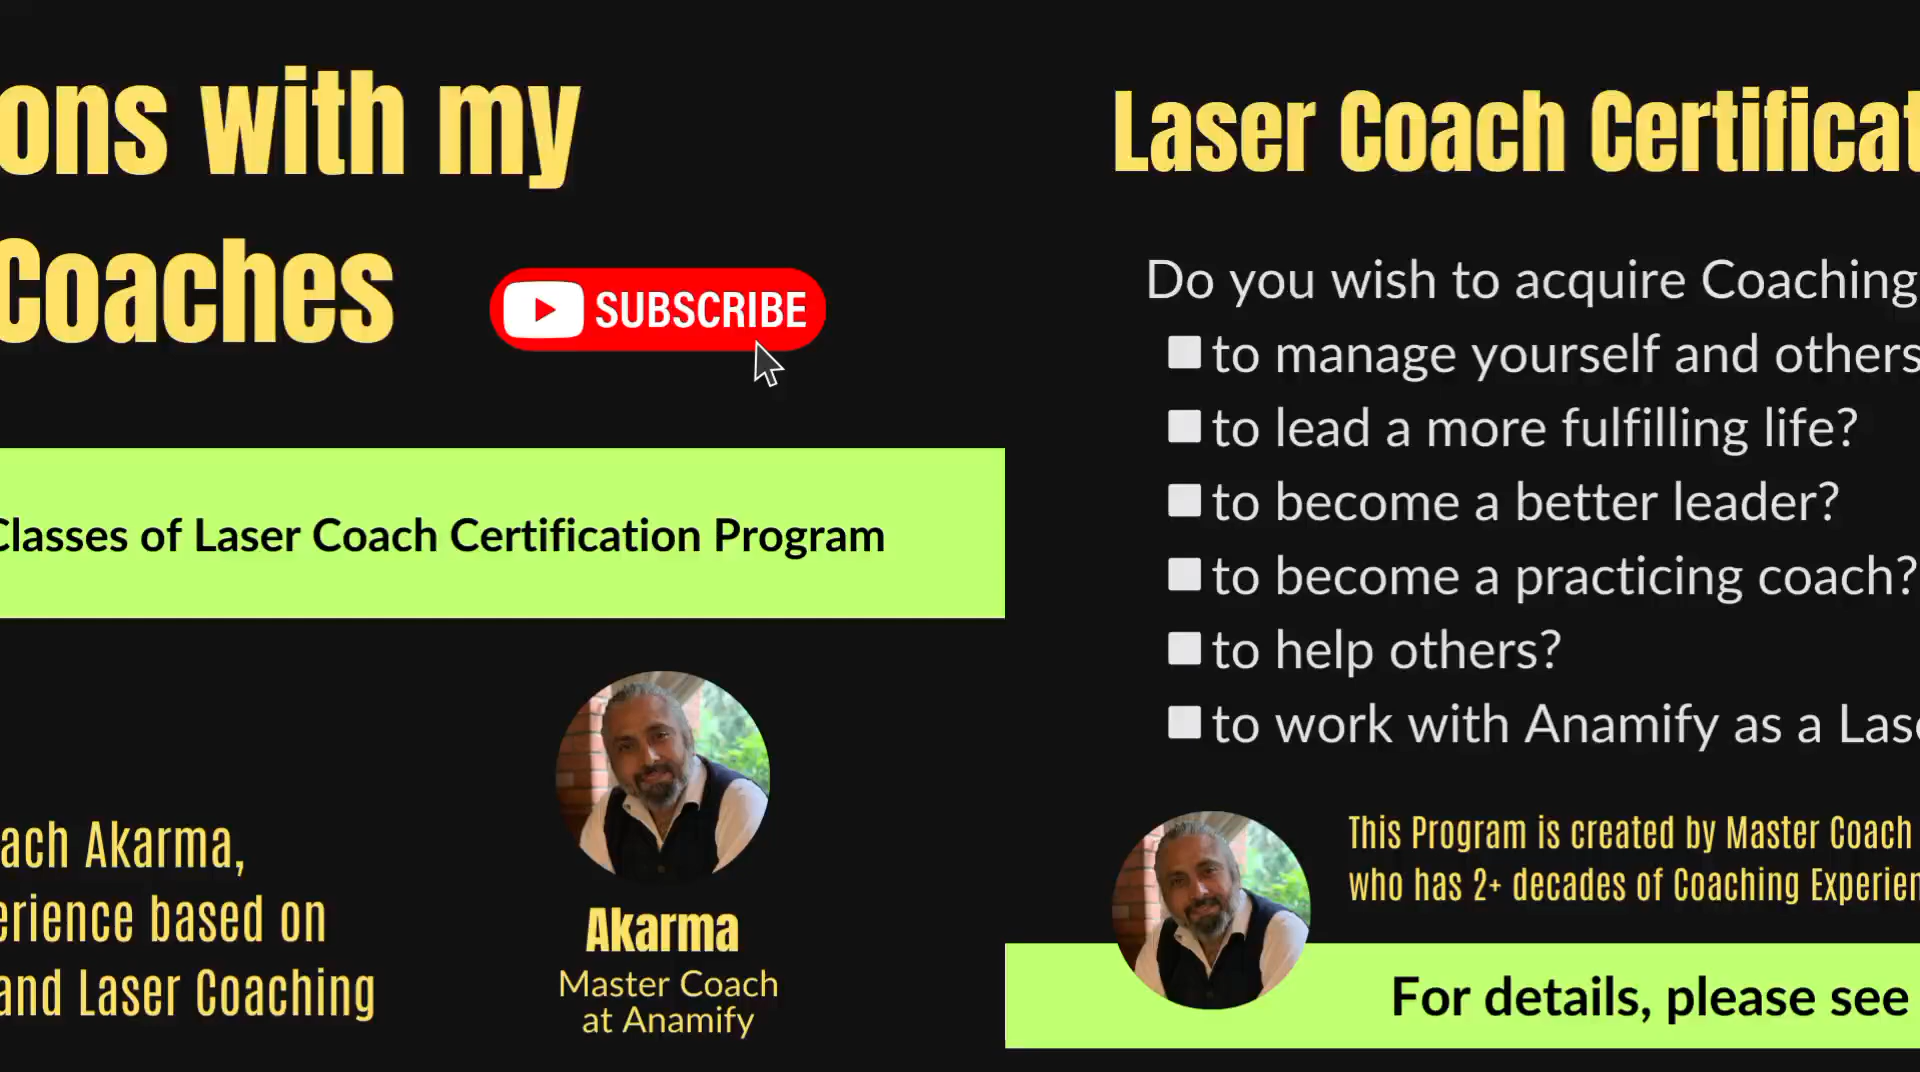 ons with my
Coaches
SUBSCRIBE
Classes of Laser Coach Certification Program
ach Akarma,
erience based on
and Laser Coaching
Akarma
Master Coach
at Anamify
Laser Coach Certificat
Do you wish to acquire Coaching
to manage yourself and others
to lead a more fulfilling life?
to become a better leader?
to become a practicing coach?
to help others?
to work with Anamify as a Lase
This Program is created by Master Coach
who has 2+ decades of Coaching Experien
For details, please see